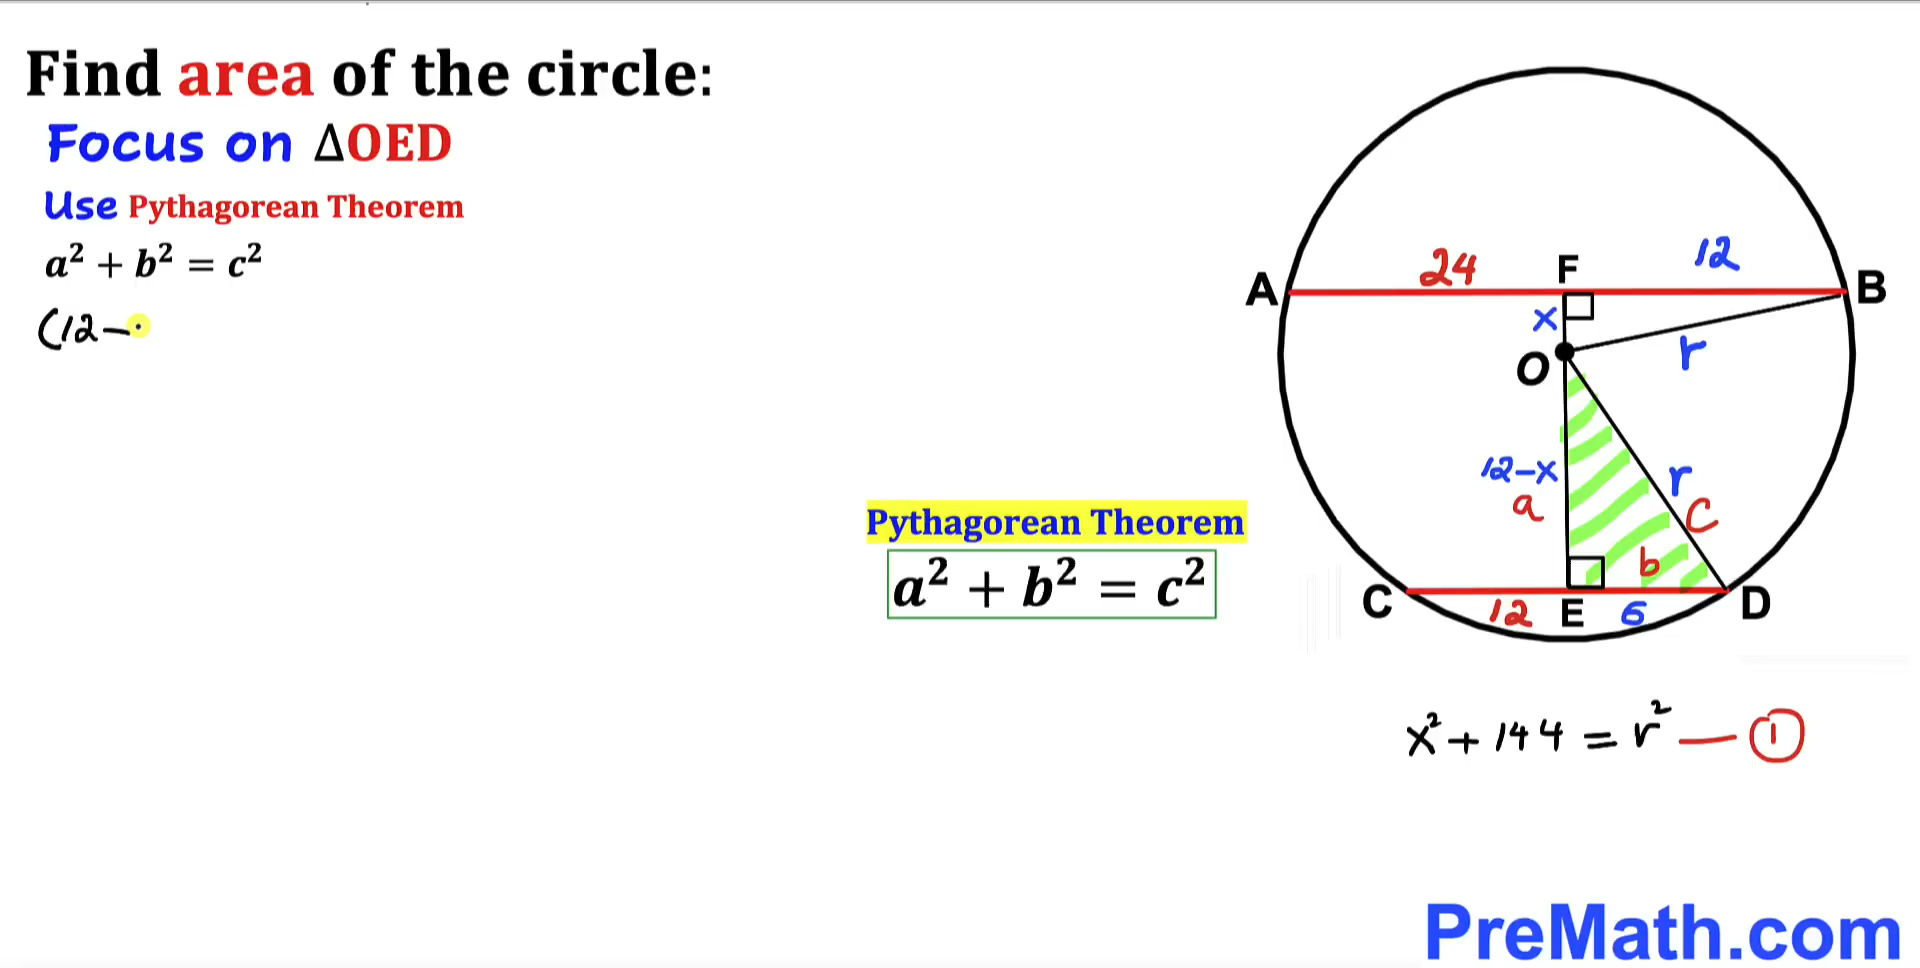 Find area of the circle:
Focus on ΔOED
Use Pythagorean Theorem
a² + b² = c²
(12-
24
F
12
A
B
x
O
r
12-x
a
r
c
Pythagorean Theorem
a² + b² = c²
b
C
12
E
6
D
x² + 144 = r² — ①
PreMath.com